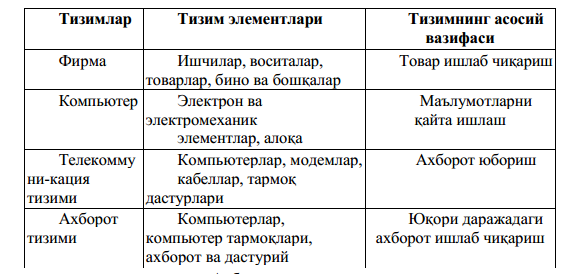 Тизимлар
Тизим элементлари
Тизимнинг асосий
вазифаси
Фирма
Ишчилар, воситалар,
товарлар, бино ва бошқалар
Товар ишлаб чиқариш
Компьютер
Электрон ва
электромеханик
элементлар, алоқа
Маълумотларни
қайта ишлаш
Телекомму
ни-кация
тизими
Компьютерлар, модемлар,
кабеллар, тармоқ
дастурлари
Ахборот юбориш
Ахборот
тизими
Компьютерлар,
компьютер тармоқлари,
ахборот ва дастурий
Юқори даражадаги
ахборот ишлаб чиқариш